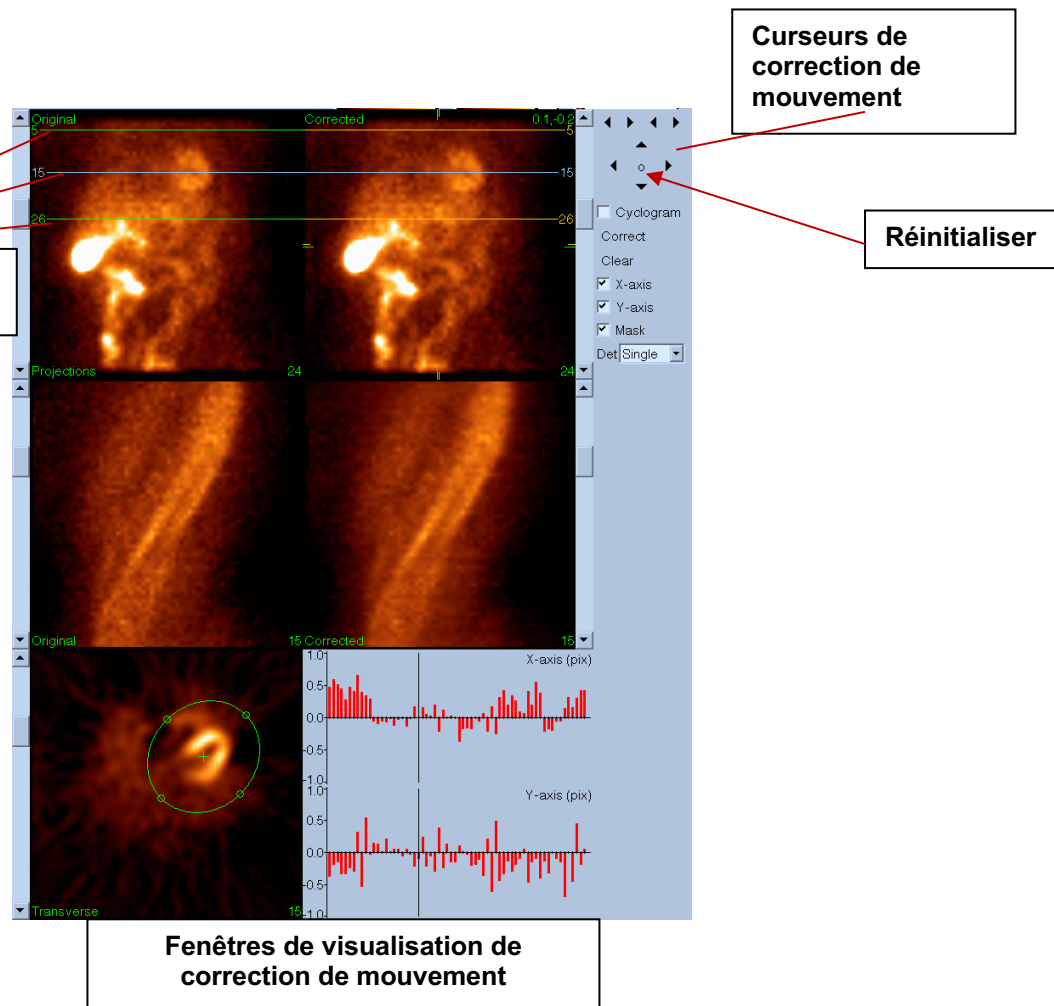 Curseurs de
correction de
mouvement
Original
Corrected
0.1,-0.2
5
5
15
15
26
26
Cyclogram
Réinitialiser
Correct
Clear
X-axis
Y-axis
Mask
Det Single
Projections
24
24
Original
15
Corrected
15
X-axis (pix)
1.0
0.5
0.0
-0.5
-1.0
Y-axis (pix)
0.5
0.0
-0.5
-1.0
Transverse
15
Fenêtres de visualisation de
correction de mouvement